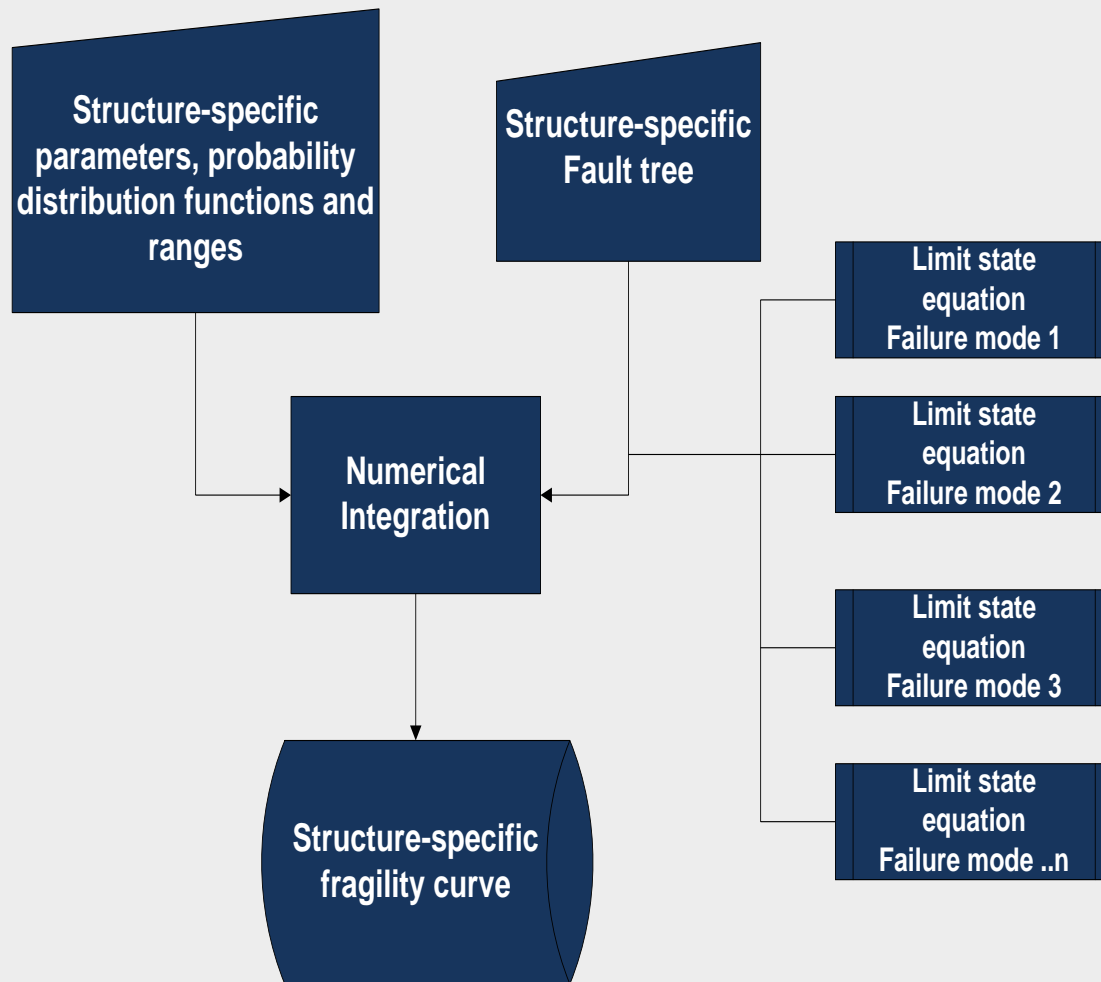 Structure-specific
parameters, probability
distribution functions and
ranges
Structure-specific
Fault tree
Limit state
equation
Failure mode 1
Limit state
equation
Failure mode 2
Numerical
Integration
Limit state
equation
Failure mode 3
Limit state
equation
Failure mode ..n
Structure-specific
fragility curve